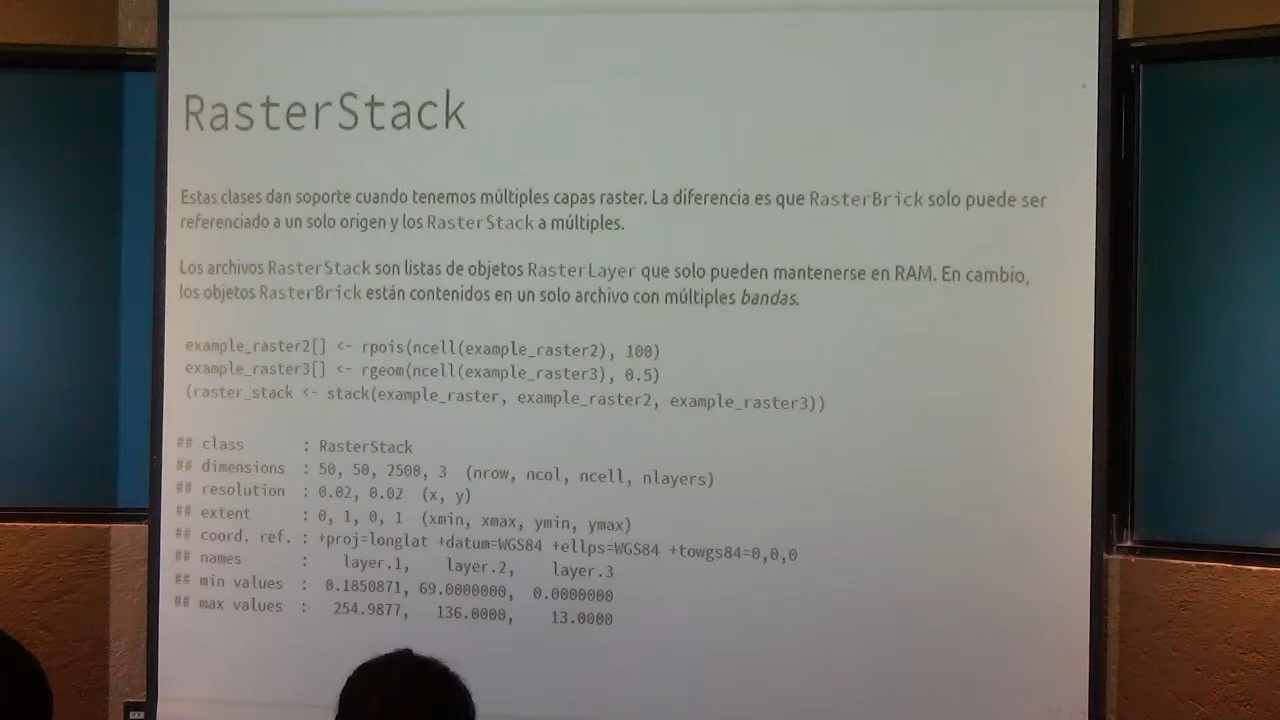 RasterStack
Estas clases dan soporte cuando tenemos múltiples capas raster. La diferencia es que RasterBrick solo puede ser
referenciado a un solo origen y los RasterStack a múltiples.
Los archivos RasterStack son listas de objetos RasterLayer que solo pueden mantenerse en RAM. En cambio,
los objetos RasterBrick están contenidos en un solo archivo con múltiples bandas.
example_raster2[] <- rpois(ncell(example_raster2), 100)
example_raster3[] <- rgeom(ncell(example_raster3), 0.5)
(raster_stack <- stack(example_raster, example_raster2, example_raster3))
## class : RasterStack
## dimensions : 50, 50, 2500, 3 (nrow, ncol, ncell, nlayers)
## resolution : 0.02, 0.02 (x, y)
## extent : 0, 1, 0, 1 (xmin, xmax, ymin, ymax)
## coord. ref. : +proj=longlat +datum=WGS84 +ellps=WGS84 +towgs84=0,0,0
## names : layer.1, layer.2, layer.3
## min values : 0.1850871, 69.0000000, 0.0000000
## max values : 254.9877, 136.0000, 13.0000